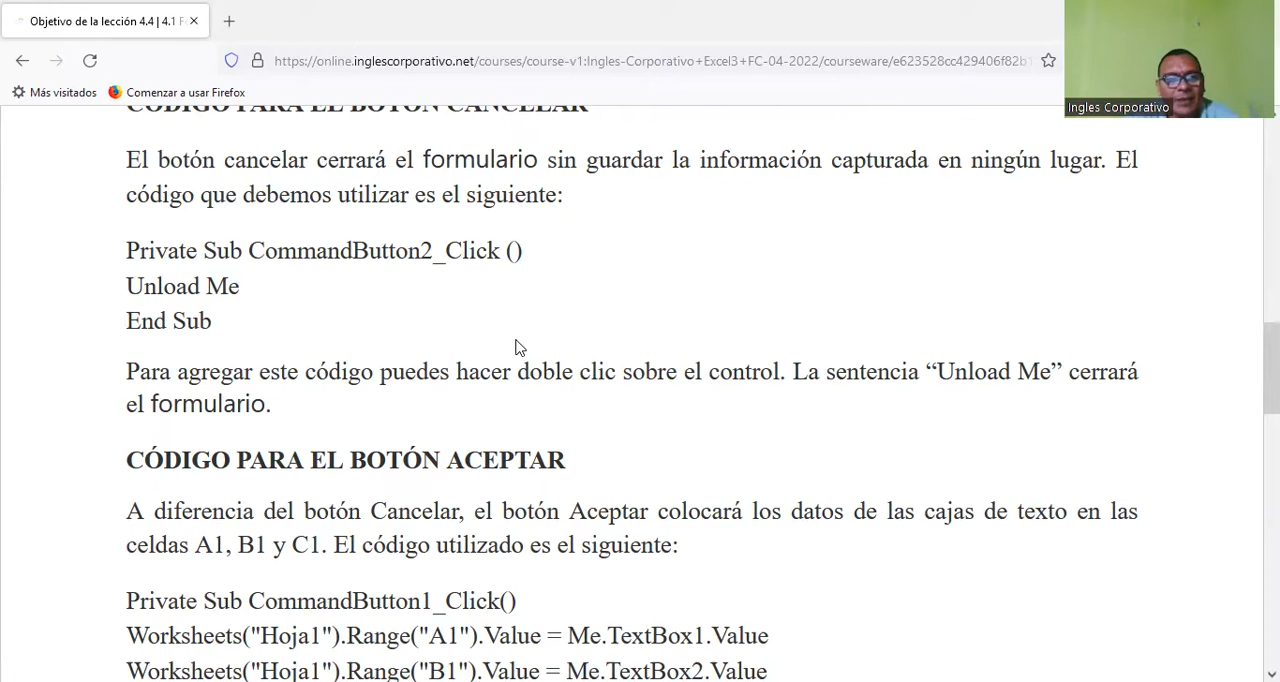 Objetivo de la lección 4.4 | 4.1 F
https://online.inglescorporativo.net/courses/course-v1:Ingles-Corporativo+Excel3+FC-04-2022/courseware/e623528cc429406f82b1
Más visitados Comenzar a usar Firefox
Ingles Corporativo
CÓDIGO PARA EL BOTÓN CANCELAR
El botón cancelar cerrará el formulario sin guardar la información capturada en ningún lugar. El
código que debemos utilizar es el siguiente:
Private Sub CommandButton2_Click ()
Unload Me
End Sub
Para agregar este código puedes hacer doble clic sobre el control. La sentencia “Unload Me” cerrará
el formulario.
CÓDIGO PARA EL BOTÓN ACEPTAR
A diferencia del botón Cancelar, el botón Aceptar colocará los datos de las cajas de texto en las
celdas A1, B1 y C1. El código utilizado es el siguiente:
Private Sub CommandButton1_Click()
Worksheets("Hoja1").Range("A1").Value = Me.TextBox1.Value
Worksheets("Hoja1").Range("B1").Value = Me.TextBox2.Value